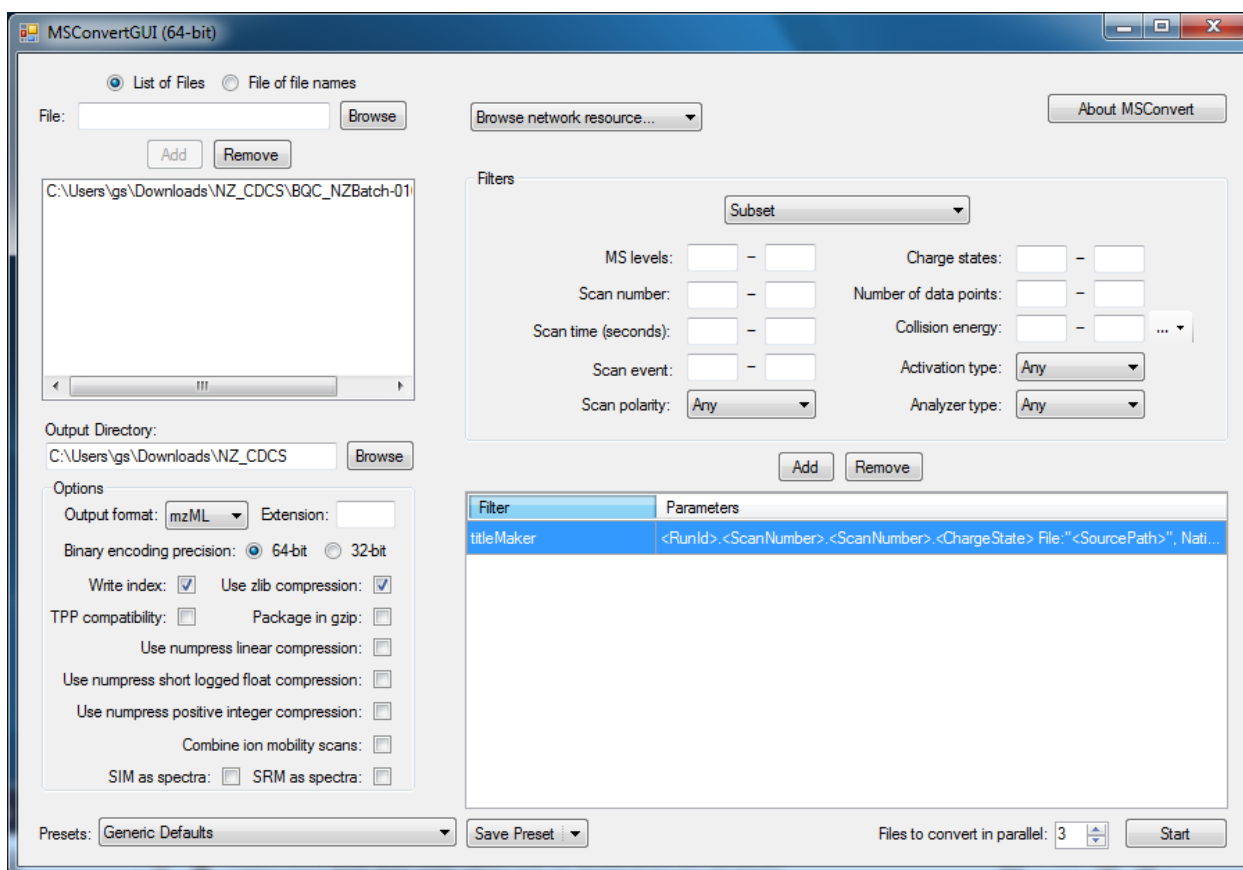 MSConvertGUI (64-bit)
List of Files File of file names
File: Browse
Add Remove
C:\Users\gs\Downloads\NZ_CDCS\BQC_NZBatch-01
Output Directory:
C:\Users\gs\Downloads\NZ_CDCS Browse
Options
Output format: mzML Extension:
Binary encoding precision: 64-bit 32-bit
Write index: Use zlib compression:
TPP compatibility: Package in gzip:
Use numpress linear compression:
Use numpress short logged float compression:
Use numpress positive integer compression:
Combine ion mobility scans:
SIM as spectra: SRM as spectra:
Presets: Generic Defaults Save Preset
Browse network resource... About MSConvert
Filters
Subset
MS levels: – Charge states: –
Scan number: – Number of data points: –
Scan time (seconds): – Collision energy: – ...
Scan event: – Activation type: Any
Scan polarity: Any Analyzer type: Any
Add Remove
Filter Parameters
titleMaker <RunId>.<ScanNumber>.<ScanNumber>.<ChargeState> File:"<SourcePath>", Nati...
Files to convert in parallel: 3 Start